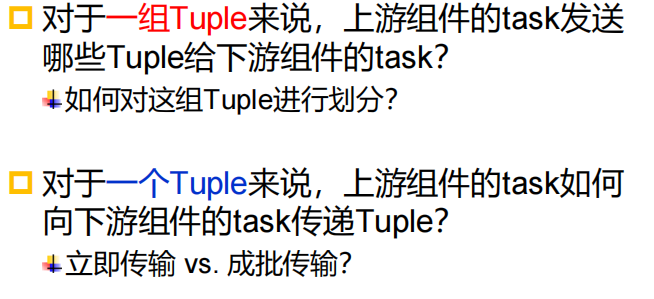 对于一组Tuple来说，上游组件的task发送
哪些Tuple给下游组件的task？
如何对这组Tuple进行划分？
对于一个Tuple来说，上游组件的task如何
向下游组件的task传递Tuple？
立即传输 vs. 成批传输？